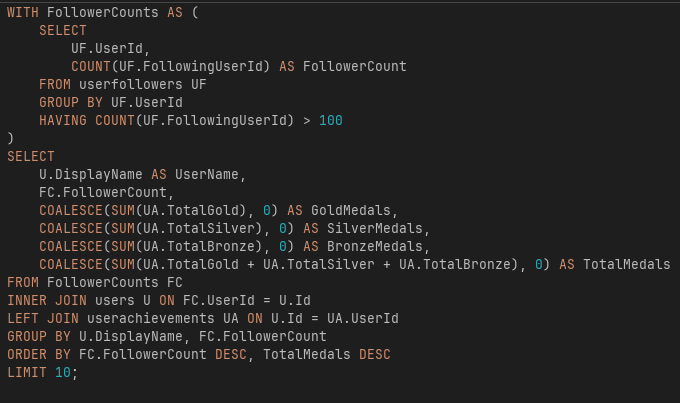 WITH FollowerCounts AS (
    SELECT
        UF.UserId,
        COUNT(UF.FollowingUserId) AS FollowerCount
    FROM userfollowers UF
    GROUP BY UF.UserId
    HAVING COUNT(UF.FollowingUserId) > 100
)
SELECT
    U.DisplayName AS UserName,
    FC.FollowerCount,
    COALESCE(SUM(UA.TotalGold), 0) AS GoldMedals,
    COALESCE(SUM(UA.TotalSilver), 0) AS SilverMedals,
    COALESCE(SUM(UA.TotalBronze), 0) AS BronzeMedals,
    COALESCE(SUM(UA.TotalGold + UA.TotalSilver + UA.TotalBronze), 0) AS TotalMedals
FROM FollowerCounts FC
INNER JOIN users U ON FC.UserId = U.Id
LEFT JOIN userachievements UA ON U.Id = UA.UserId
GROUP BY U.DisplayName, FC.FollowerCount
ORDER BY FC.FollowerCount DESC, TotalMedals DESC
LIMIT 10;